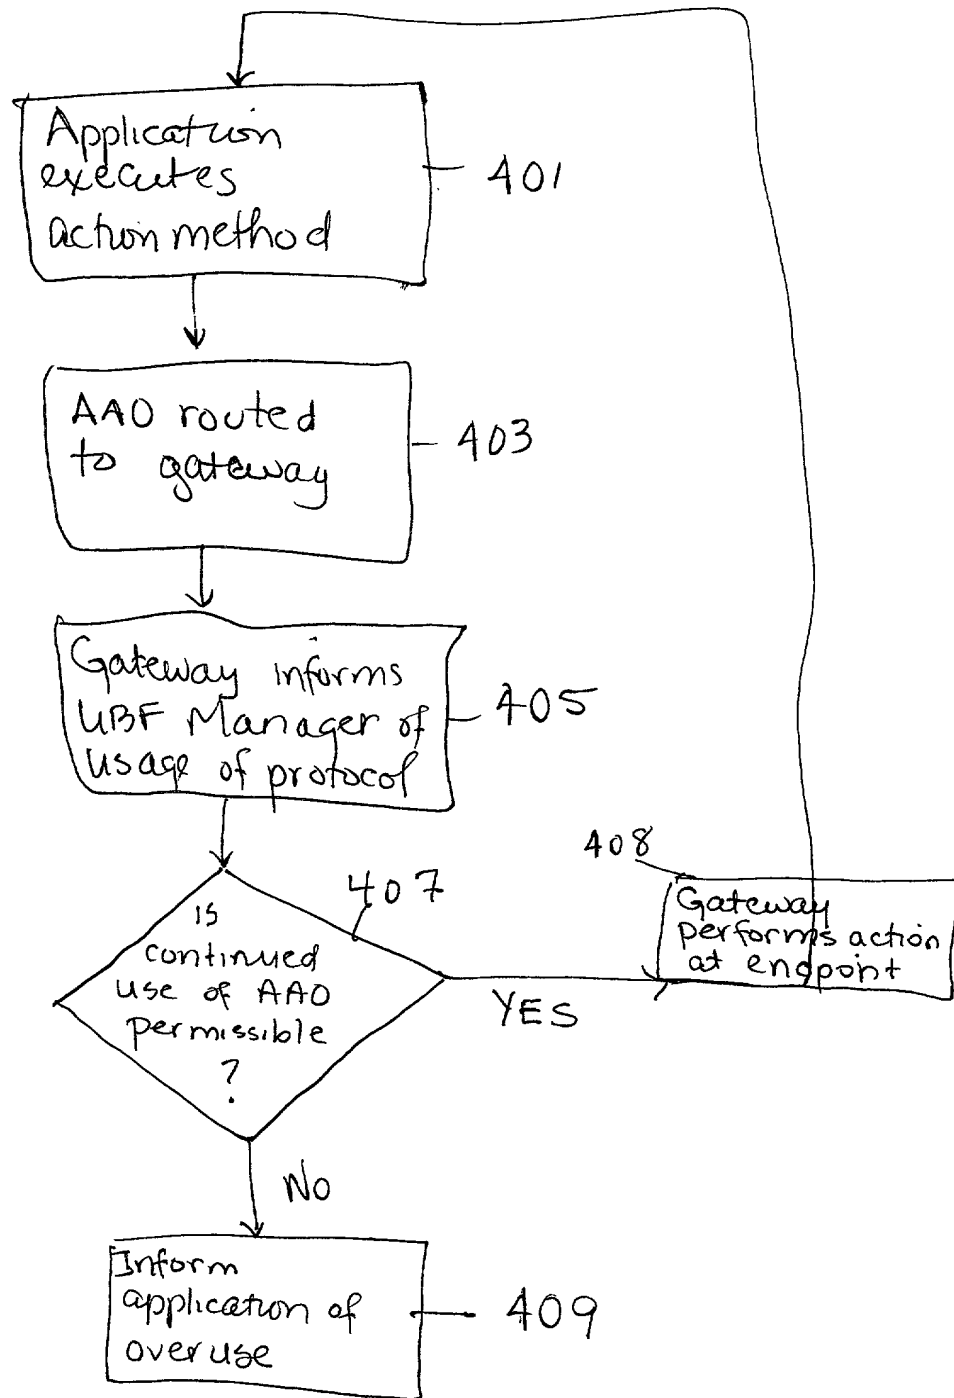 Application
executes
action method
401
AAO routed
to gateway
403
Gateway informs
UBF Manager of
usage of protocol
405
407
Is
continued
use of AAO
permissible
?
YES
408
Gateway
performs action
at endpoint
NO
Inform
application of
overuse
409